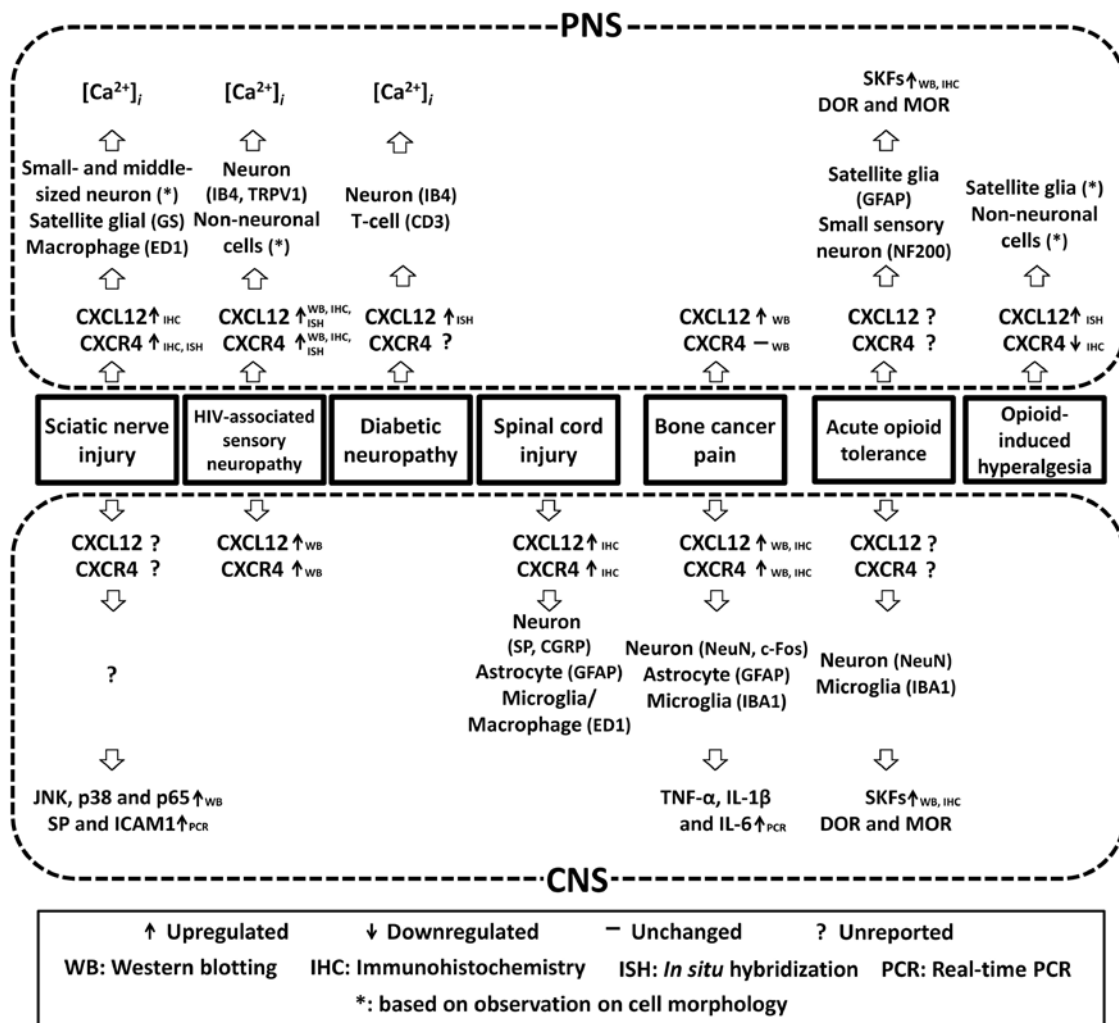 PNS
[Ca²⁺]ᵢ
Small- and middle-
sized neuron (*)
Satellite glial (GS)
Macrophage (ED1)
CXCL12 ↑ IHC
CXCR4 ↑ IHC, ISH
[Ca²⁺]ᵢ
Neuron
(IB4, TRPV1)
Non-neuronal
cells (*)
CXCL12 ↑ WB, IHC, ISH
CXCR4 ↑ WB, IHC, ISH
[Ca²⁺]ᵢ
Neuron (IB4)
T-cell (CD3)
CXCL12 ↑ ISH
CXCR4 ?
CXCL12 ↑ WB
CXCR4 − WB
SKFs ↑ WB, IHC
DOR and MOR
Satellite glia
(GFAP)
Small sensory
neuron (NF200)
CXCL12 ?
CXCR4 ?
Satellite glia (*)
Non-neuronal
cells (*)
CXCL12 ↑ ISH
CXCR4 ↓ IHC
Sciatic nerve
injury
HIV-associated
sensory
neuropathy
Diabetic
neuropathy
Spinal cord
injury
Bone cancer
pain
Acute opioid
tolerance
Opioid-
induced
hyperalgesia
CXCL12 ?
CXCR4 ?
?
JNK, p38 and p65 ↑ WB
SP and ICAM1 ↑ PCR
CXCL12 ↑ WB
CXCR4 ↑ WB
CXCL12 ↑ IHC
CXCR4 ↑ IHC
Neuron
(SP, CGRP)
Astrocyte (GFAP)
Microglia/
Macrophage (ED1)
CXCL12 ↑ WB, IHC
CXCR4 ↑ WB, IHC
Neuron (NeuN, c-Fos)
Astrocyte (GFAP)
Microglia (IBA1)
TNF-α, IL-1β
and IL-6 ↑ PCR
CXCL12 ?
CXCR4 ?
Neuron (NeuN)
Microglia (IBA1)
SKFs ↑ WB, IHC
DOR and MOR
CNS
↑ Upregulated ↓ Downregulated − Unchanged ? Unreported
WB: Western blotting IHC: Immunohistochemistry ISH: In situ hybridization PCR: Real-time PCR
*: based on observation on cell morphology